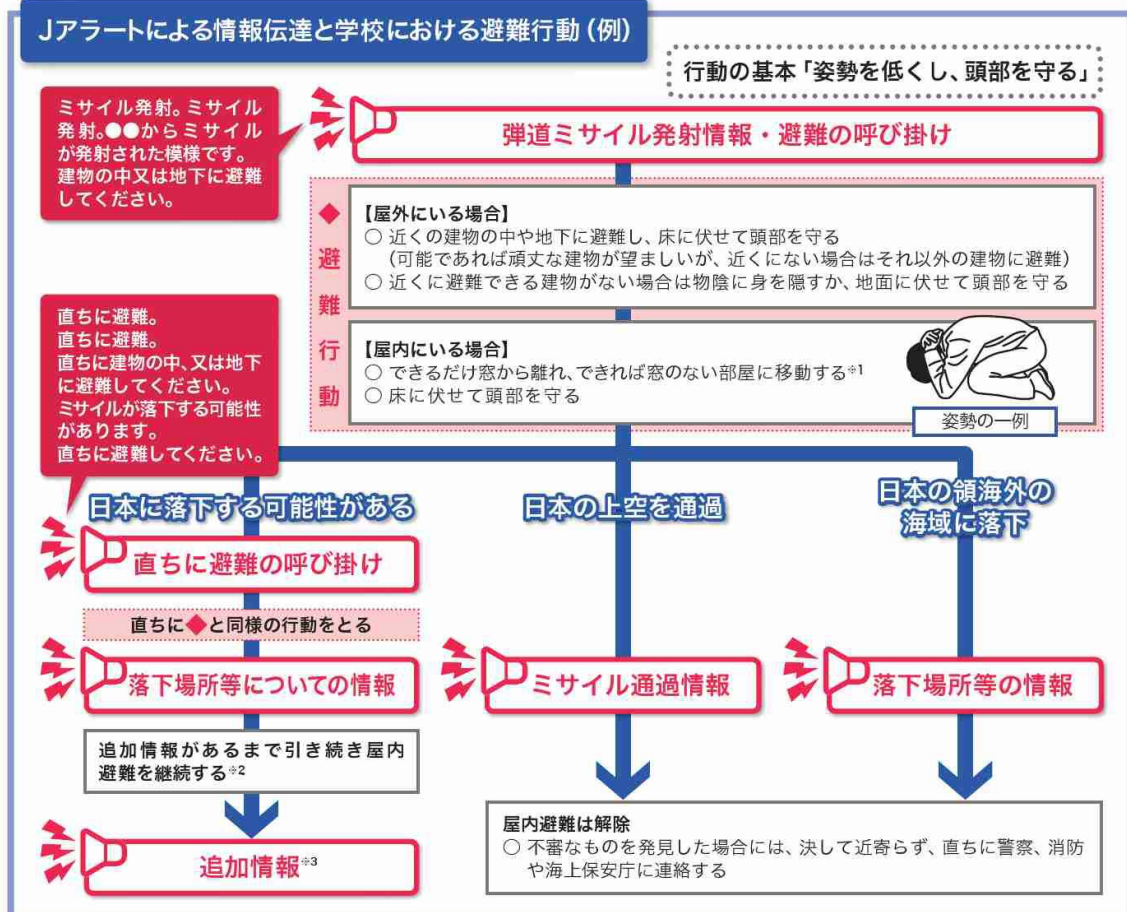 Jアラートによる情報伝達と学校における避難行動(例)
行動の基本「姿勢を低くし、頭部を守る」
ミサイル発射。ミサイル
発射。●●からミサイル
が発射された模様です。
建物の中又は地下に避難
してください。
弾道ミサイル発射情報・避難の呼び掛け
◆避難行動
【屋外にいる場合】
○ 近くの建物の中や地下に避難し、床に伏せて頭部を守る
(可能であれば頑丈な建物が望ましいが、近くにない場合はそれ以外の建物に避難)
○ 近くに避難できる建物がない場合は物陰に身を隠すか、地面に伏せて頭部を守る
【屋内にいる場合】
○ できるだけ窓から離れ、できれば窓のない部屋に移動する※1
○ 床に伏せて頭部を守る
姿勢の一例
直ちに避難。
直ちに避難。
直ちに建物の中、又は地下
に避難してください。
ミサイルが落下する可能性
があります。
直ちに避難してください。
日本に落下する可能性がある
直ちに避難の呼び掛け
直ちに◆と同様の行動をとる
落下場所等についての情報
追加情報があるまで引き続き屋内
避難を継続する※2
追加情報※3
日本の上空を通過
ミサイル通過情報
日本の領海外の
海域に落下
落下場所等の情報
屋内避難は解除
○ 不審なものを発見した場合には、決して近寄らず、直ちに警察、消防
や海上保安庁に連絡する